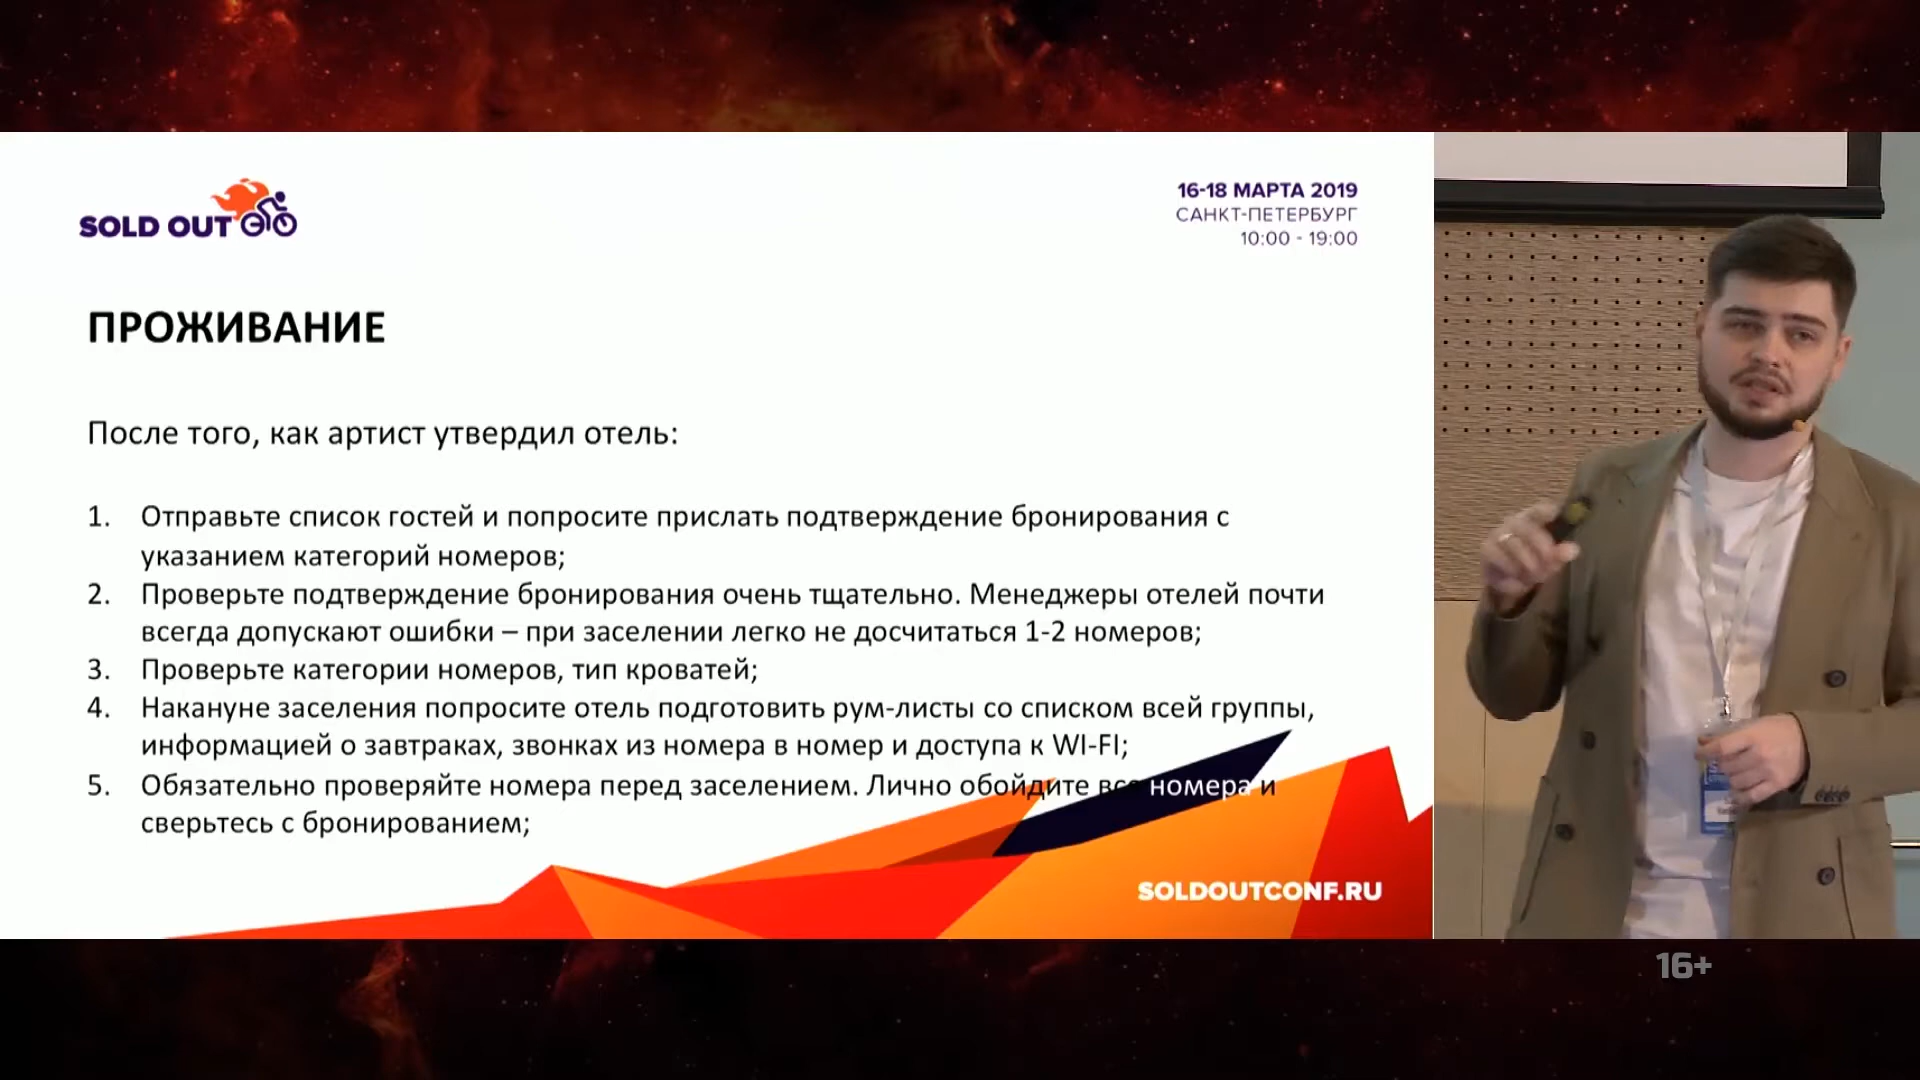 SOLD OUT
16-18 МАРТА 2019
САНКТ-ПЕТЕРБУРГ
10:00 - 19:00
ПРОЖИВАНИЕ
После того, как артист утвердил отель:
1. Отправьте список гостей и попросите прислать подтверждение бронирования с
указанием категорий номеров;
2. Проверьте подтверждение бронирования очень тщательно. Менеджеры отелей почти
всегда допускают ошибки – при заселении легко не досчитаться 1-2 номеров;
3. Проверьте категории номеров, тип кроватей;
4. Накануне заселения попросите отель подготовить рум-листы со списком всей группы,
информацией о завтраках, звонках из номера в номер и доступа к WI-FI;
5. Обязательно проверяйте номера перед заселением. Лично обойдите все номера и
сверьтесь с бронированием;
SOLDOUTCONF.RU
16+